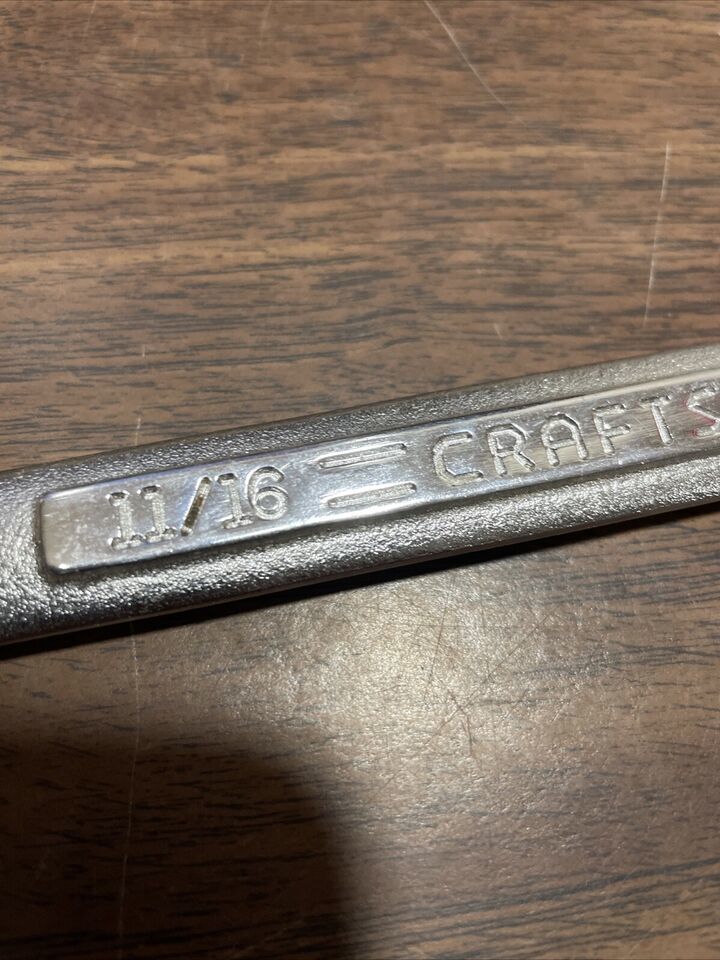 11/16 = CRAFTS